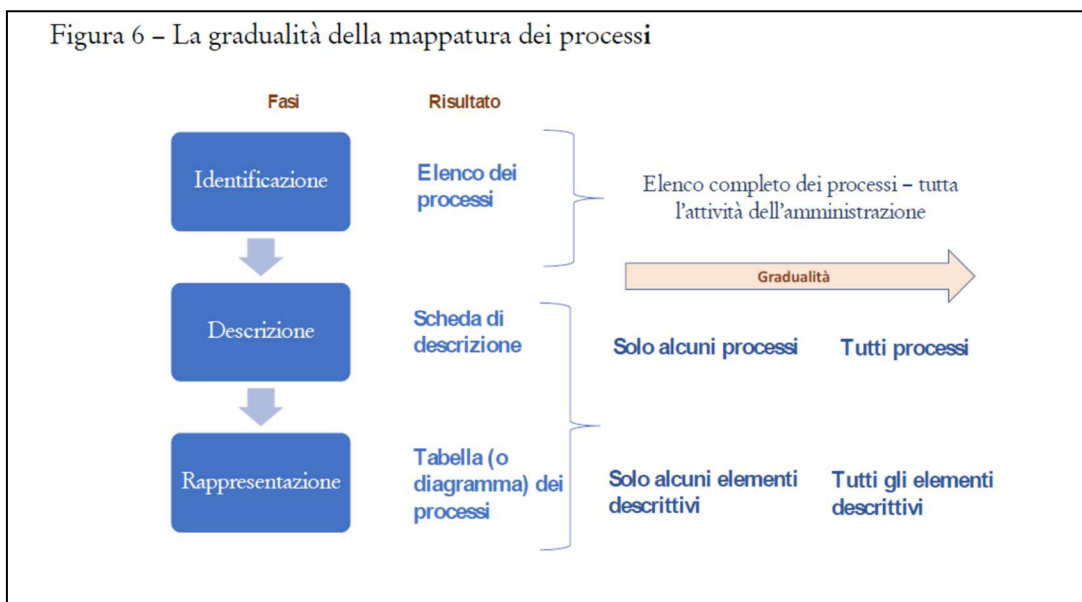 Figura 6 – La gradualità della mappatura dei processi
Fasi
Risultato
Identificazione
Elenco dei
processi
Elenco completo dei processi – tutta
l'attività dell'amministrazione
Gradualità
Descrizione
Scheda di
descrizione
Solo alcuni processi
Tutti processi
Rappresentazione
Tabella (o
diagramma) dei
processi
Solo alcuni elementi
descrittivi
Tutti gli elementi
descrittivi